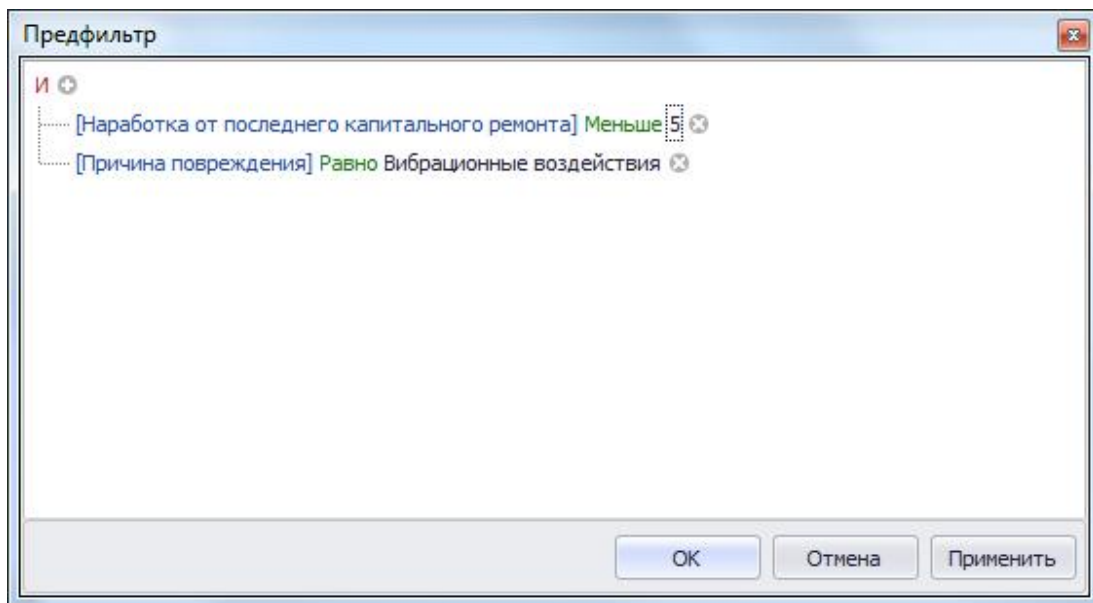 Предфильтр
И
[Наработка от последнего капитального ремонта] Меньше 5
[Причина повреждения] Равно Вибрационные воздействия
OK Отмена Применить